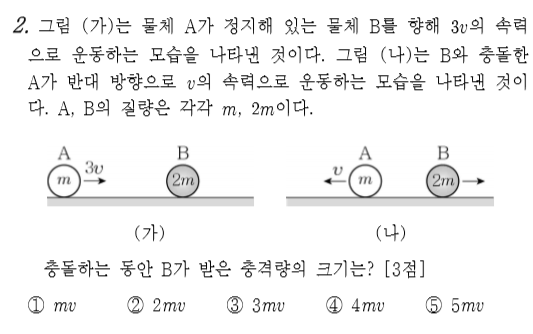 2. 그림 (가)는 물체 A가 정지해 있는 물체 B를 향해 3v의 속력
으로 운동하는 모습을 나타낸 것이다. 그림 (나)는 B와 충돌한
A가 반대 방향으로 v의 속력으로 운동하는 모습을 나타낸 것이
다. A, B의 질량은 각각 m, 2m이다.
A B A B
3v v
m 2m m 2m
(가) (나)
충돌하는 동안 B가 받은 충격량의 크기는? [3점]
① mv ② 2mv ③ 3mv ④ 4mv ⑤ 5mv